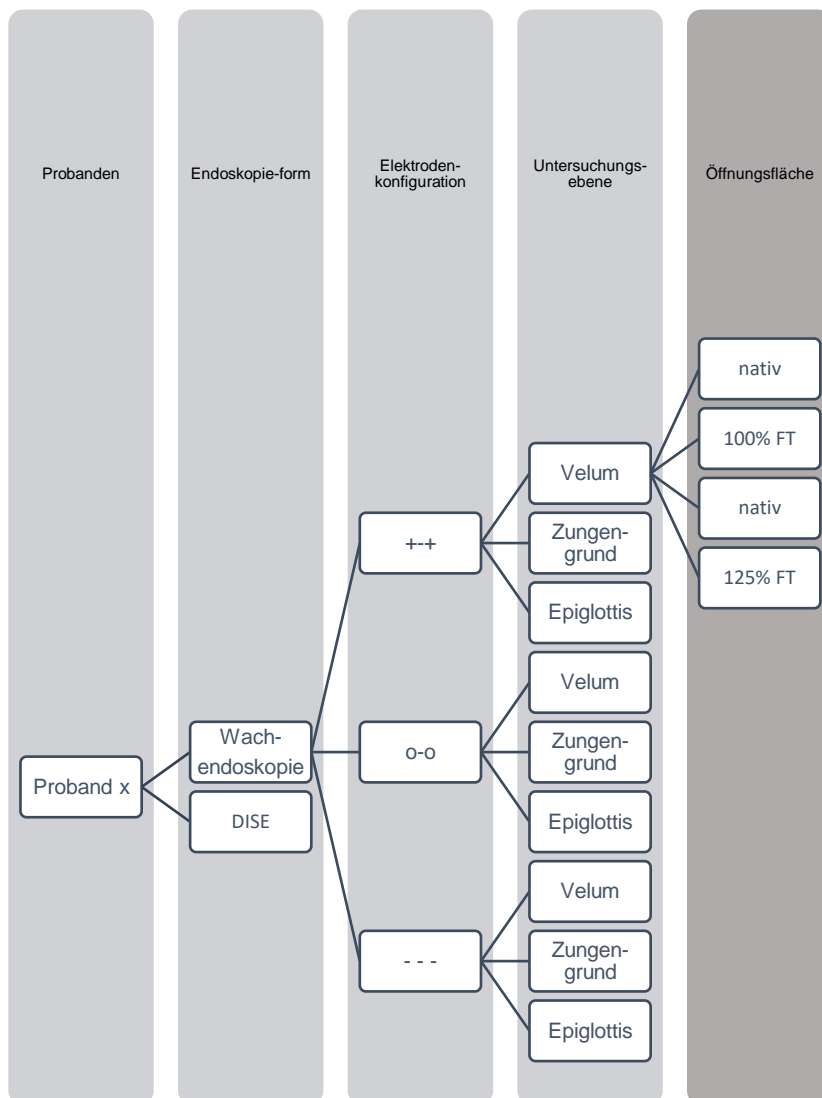 Probanden
Endoskopie-form
Elektroden-
konfiguration
Untersuchungs-
ebene
Öffnungsfläche
Proband x
Wach-
endoskopie
DISE
+-+
o-o
- - -
Velum
Zungen-
grund
Epiglottis
Velum
Zungen-
grund
Epiglottis
Velum
Zungen-
grund
Epiglottis
nativ
100% FT
nativ
125% FT